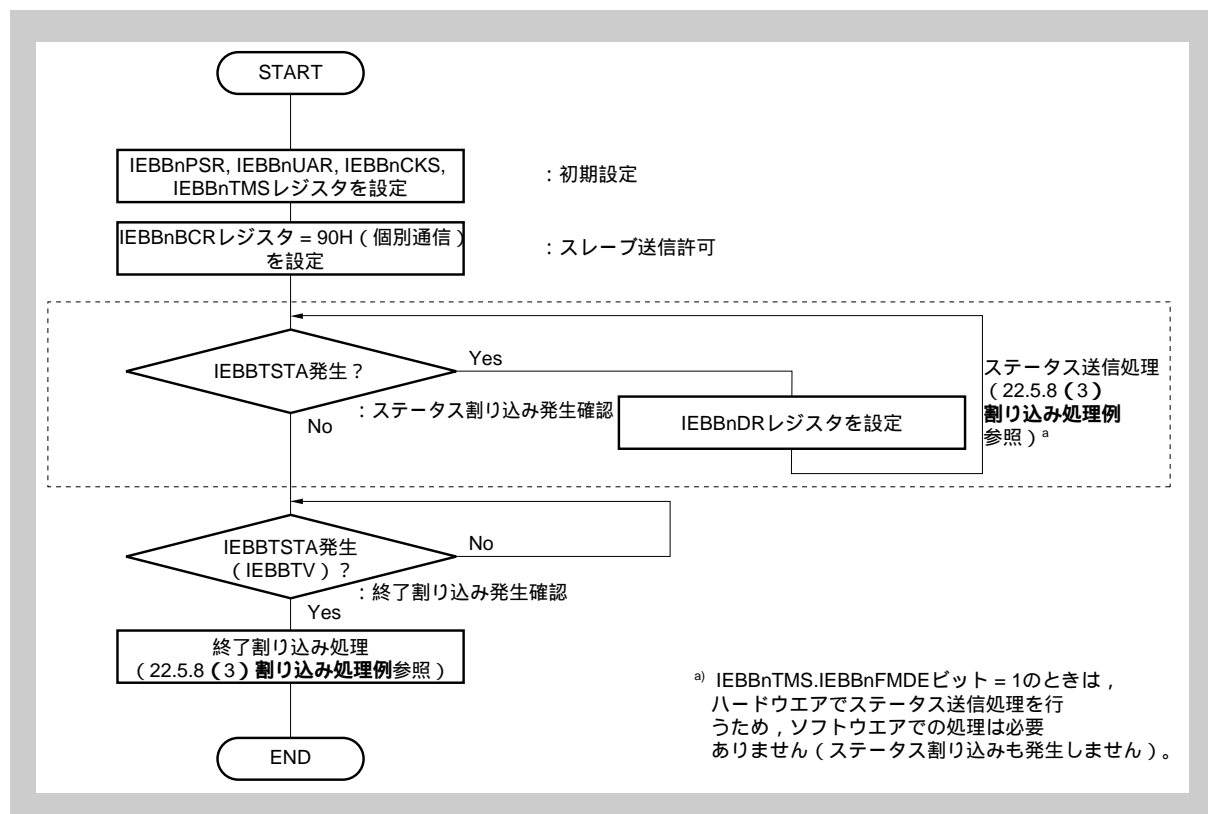 START
IEBBnPSR, IEBBnUAR, IEBBnCKS,
IEBBnTMSレジスタを設定
：初期設定
IEBBnBCRレジスタ = 90H（個別通信）
を設定
：スレーブ送信許可
IEBBTSTA発生？
Yes
：ステータス割り込み発生確認
No
IEBBnDRレジスタを設定
ステータス送信処理
（22.5.8（3）
割り込み処理例
参照）a
IEBBTSTA発生
（IEBBTV）？
No
：終了割り込み発生確認
Yes
終了割り込み処理
（22.5.8（3）割り込み処理例参照）
END
a) IEBBnTMS.IEBBnFMDEビット = 1のときは，
ハードウエアでステータス送信処理を行
うため，ソフトウエアでの処理は必要
ありません（ステータス割り込みも発生しません）。